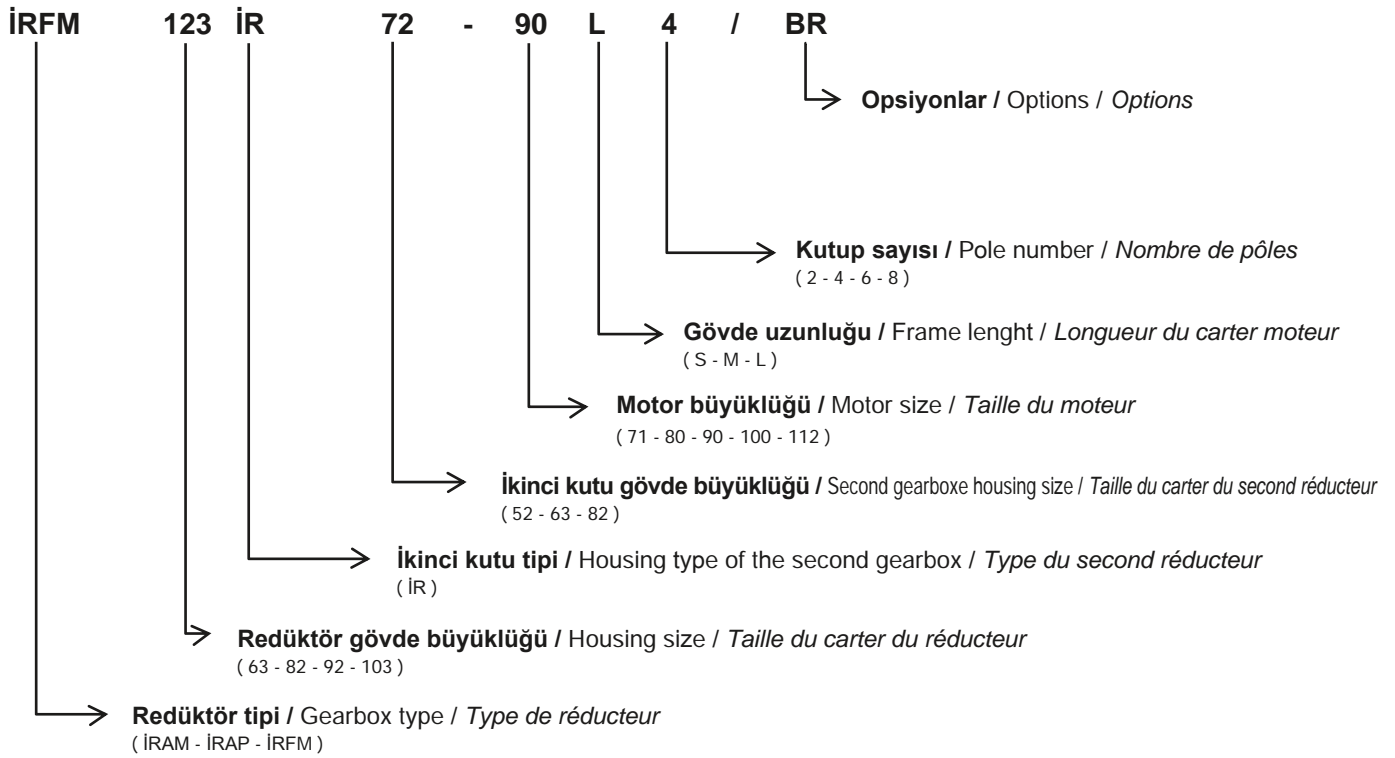 İRFM 123 İR 72 - 90 L 4 / BR
Opsiyonlar / Options / Options
Kutup sayısı / Pole number / Nombre de pôles
( 2 - 4 - 6 - 8 )
Gövde uzunluğu / Frame lenght / Longueur du carter moteur
( S - M - L )
Motor büyüklüğü / Motor size / Taille du moteur
( 71 - 80 - 90 - 100 - 112 )
İkinci kutu gövde büyüklüğü / Second gearboxe housing size / Taille du carter du second réducteur
( 52 - 63 - 82 )
İkinci kutu tipi / Housing type of the second gearbox / Type du second réducteur
( İR )
Redüktör gövde büyüklüğü / Housing size / Taille du carter du réducteur
( 63 - 82 - 92 - 103 )
Redüktör tipi / Gearbox type / Type de réducteur
( İRAM - İRAP - İRFM )